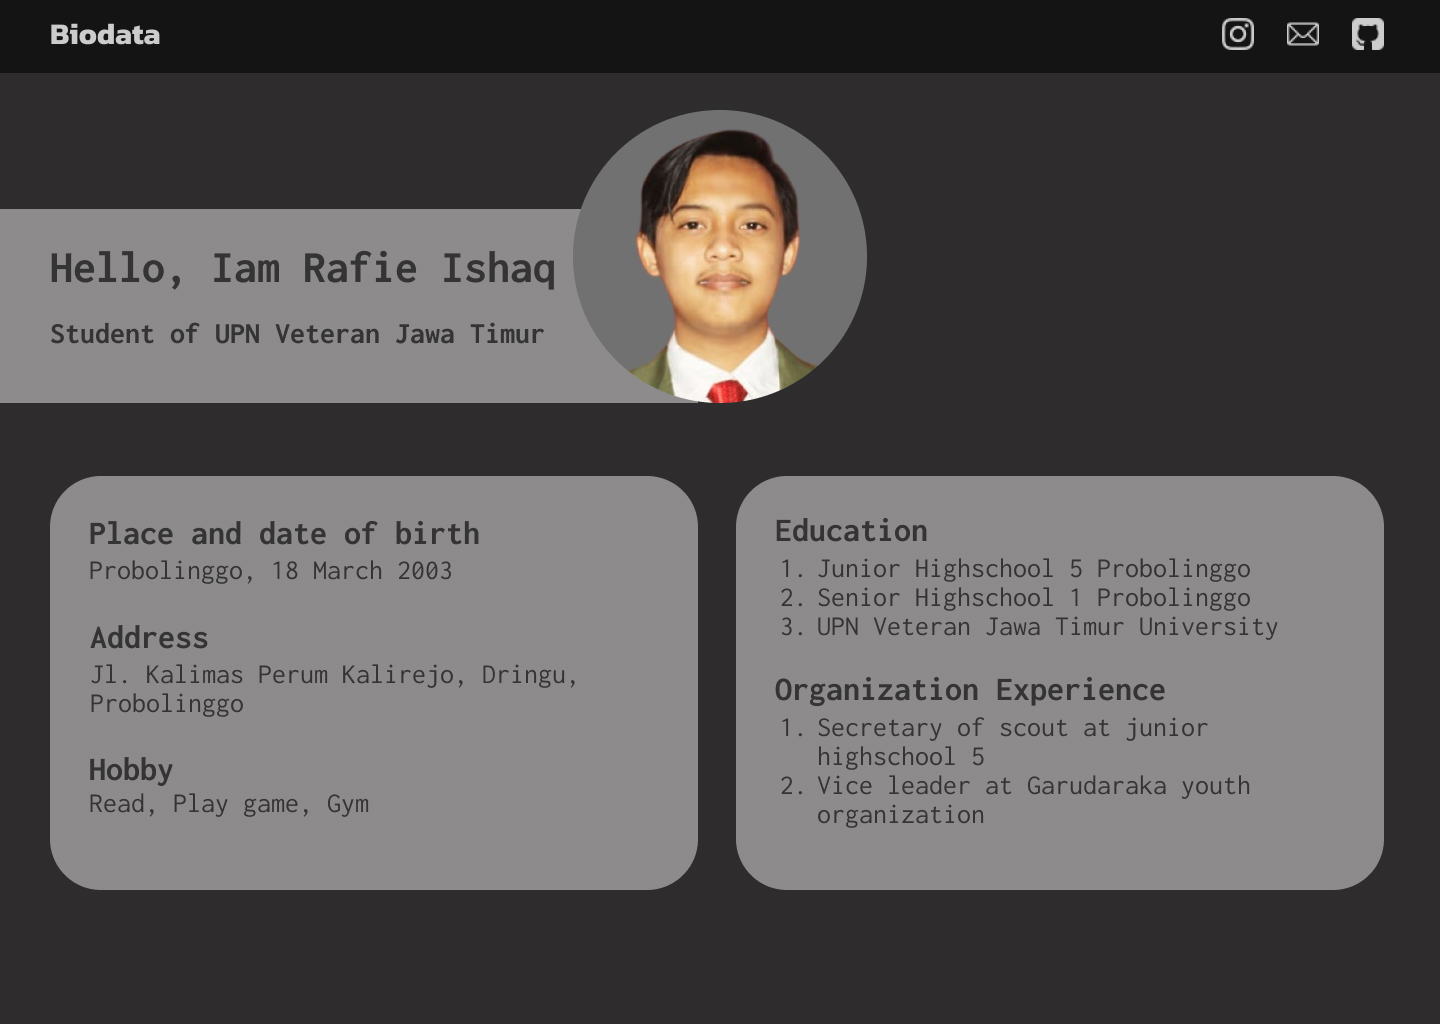 Biodata
Hello, Iam Rafie Ishaq
Student of UPN Veteran Jawa Timur
Place and date of birth
Probolinggo, 18 March 2003
Address
Jl. Kalimas Perum Kalirejo, Dringu,
Probolinggo
Hobby
Read, Play game, Gym
Education
1. Junior Highschool 5 Probolinggo
2. Senior Highschool 1 Probolinggo
3. UPN Veteran Jawa Timur University
Organization Experience
1. Secretary of scout at junior
highschool 5
2. Vice leader at Garudaraka youth
organization